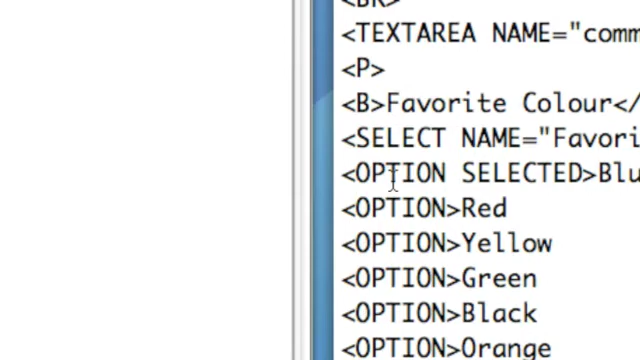 <BR>
<TEXTAREA NAME="comm
<P>
<B>Favorite Colour</
<SELECT NAME="Favori
<OPTION SELECTED>Blu
<OPTION>Red
<OPTION>Yellow
<OPTION>Green
<OPTION>Black
<OPTION>Orange